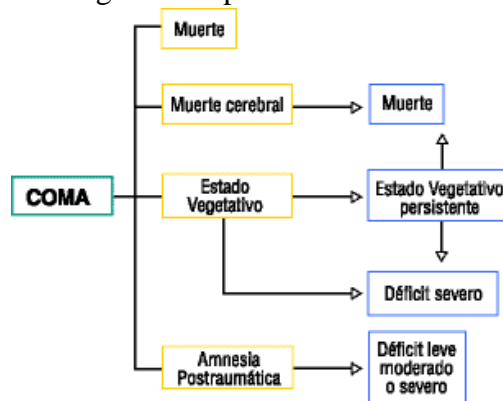 Muerte
Muerte cerebral
Muerte
COMA
Estado
Vegetativo
Estado Vegetativo
persistente
Déficit severo
Amnesia
Postraumática
Déficit leve
moderado
o severo